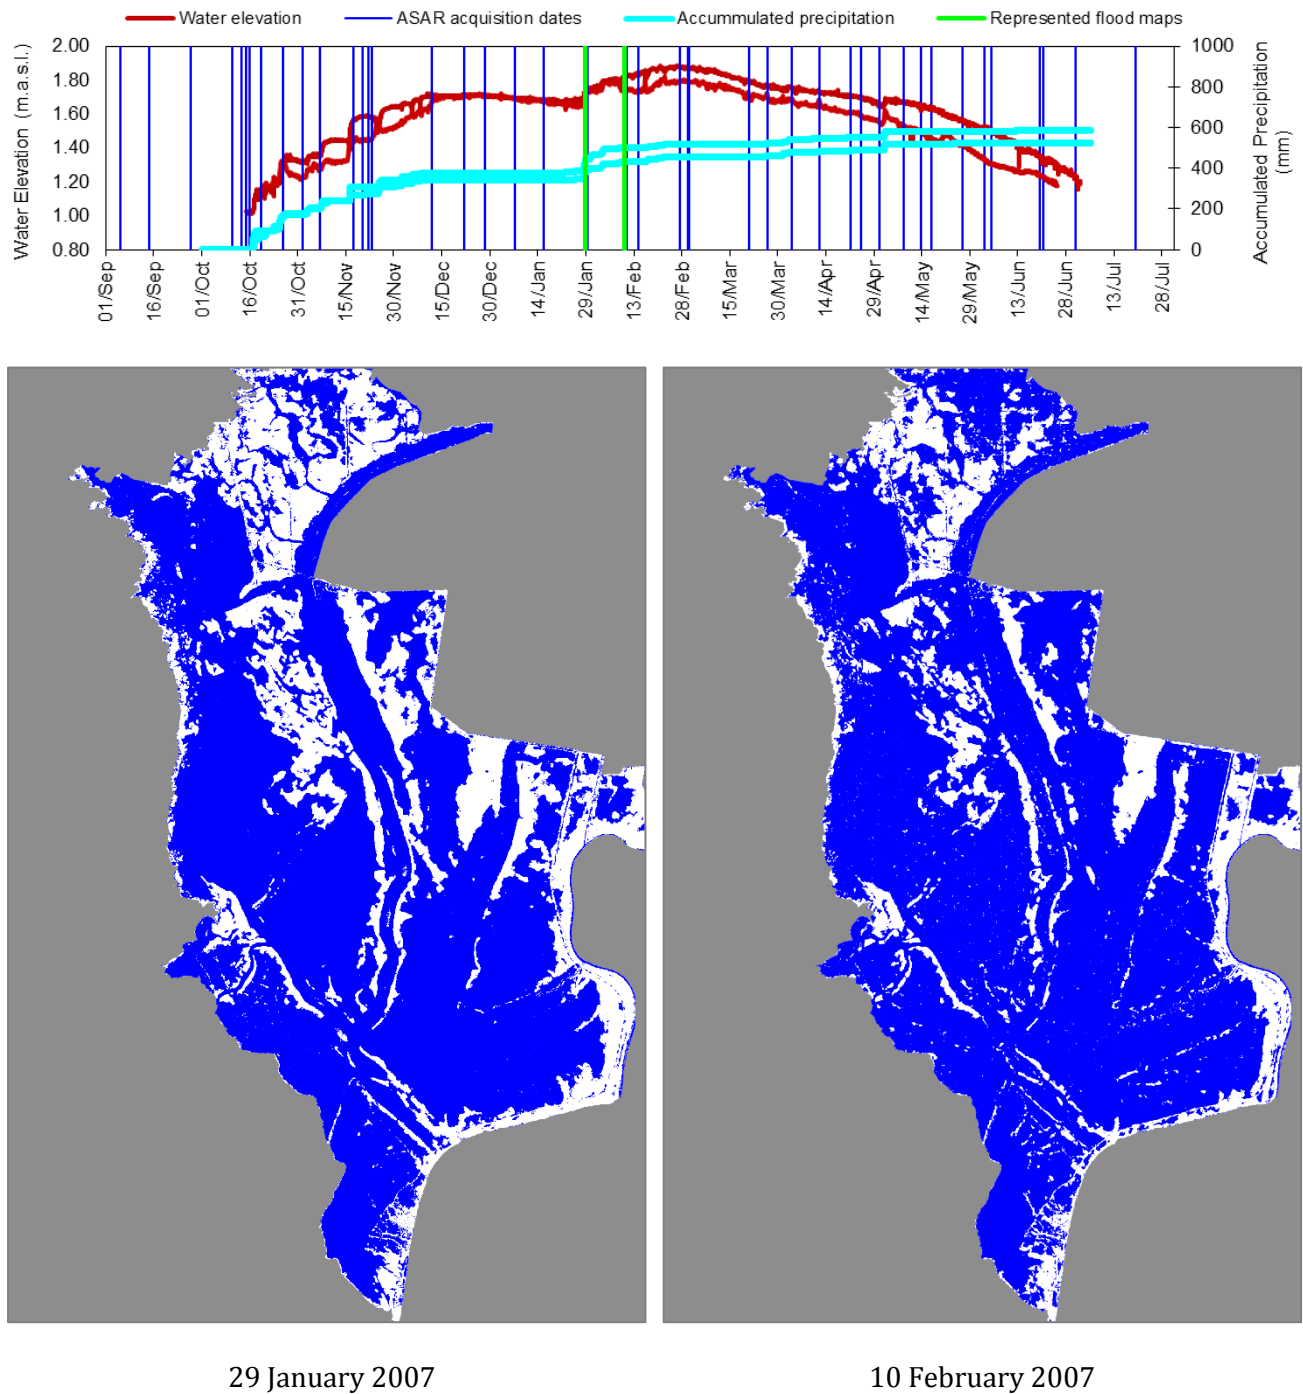 Water elevation ASAR acquisition dates Accummulated precipitation Represented flood maps
Water Elevation (m.a.s.l.)
2.00
1.80
1.60
1.40
1.20
1.00
0.80
1000
800
600
400
200
0
Accumulated Precipitation
(mm)
01/Sep 16/Sep 01/Oct 16/Oct 31/Oct 15/Nov 30/Nov 15/Dec 30/Dec 14/Jan 29/Jan 13/Feb 28/Feb 15/Mar 30/Mar 14/Apr 29/Apr 14/May 29/May 13/Jun 28/Jun 13/Jul 28/Jul
29 January 2007 10 February 2007